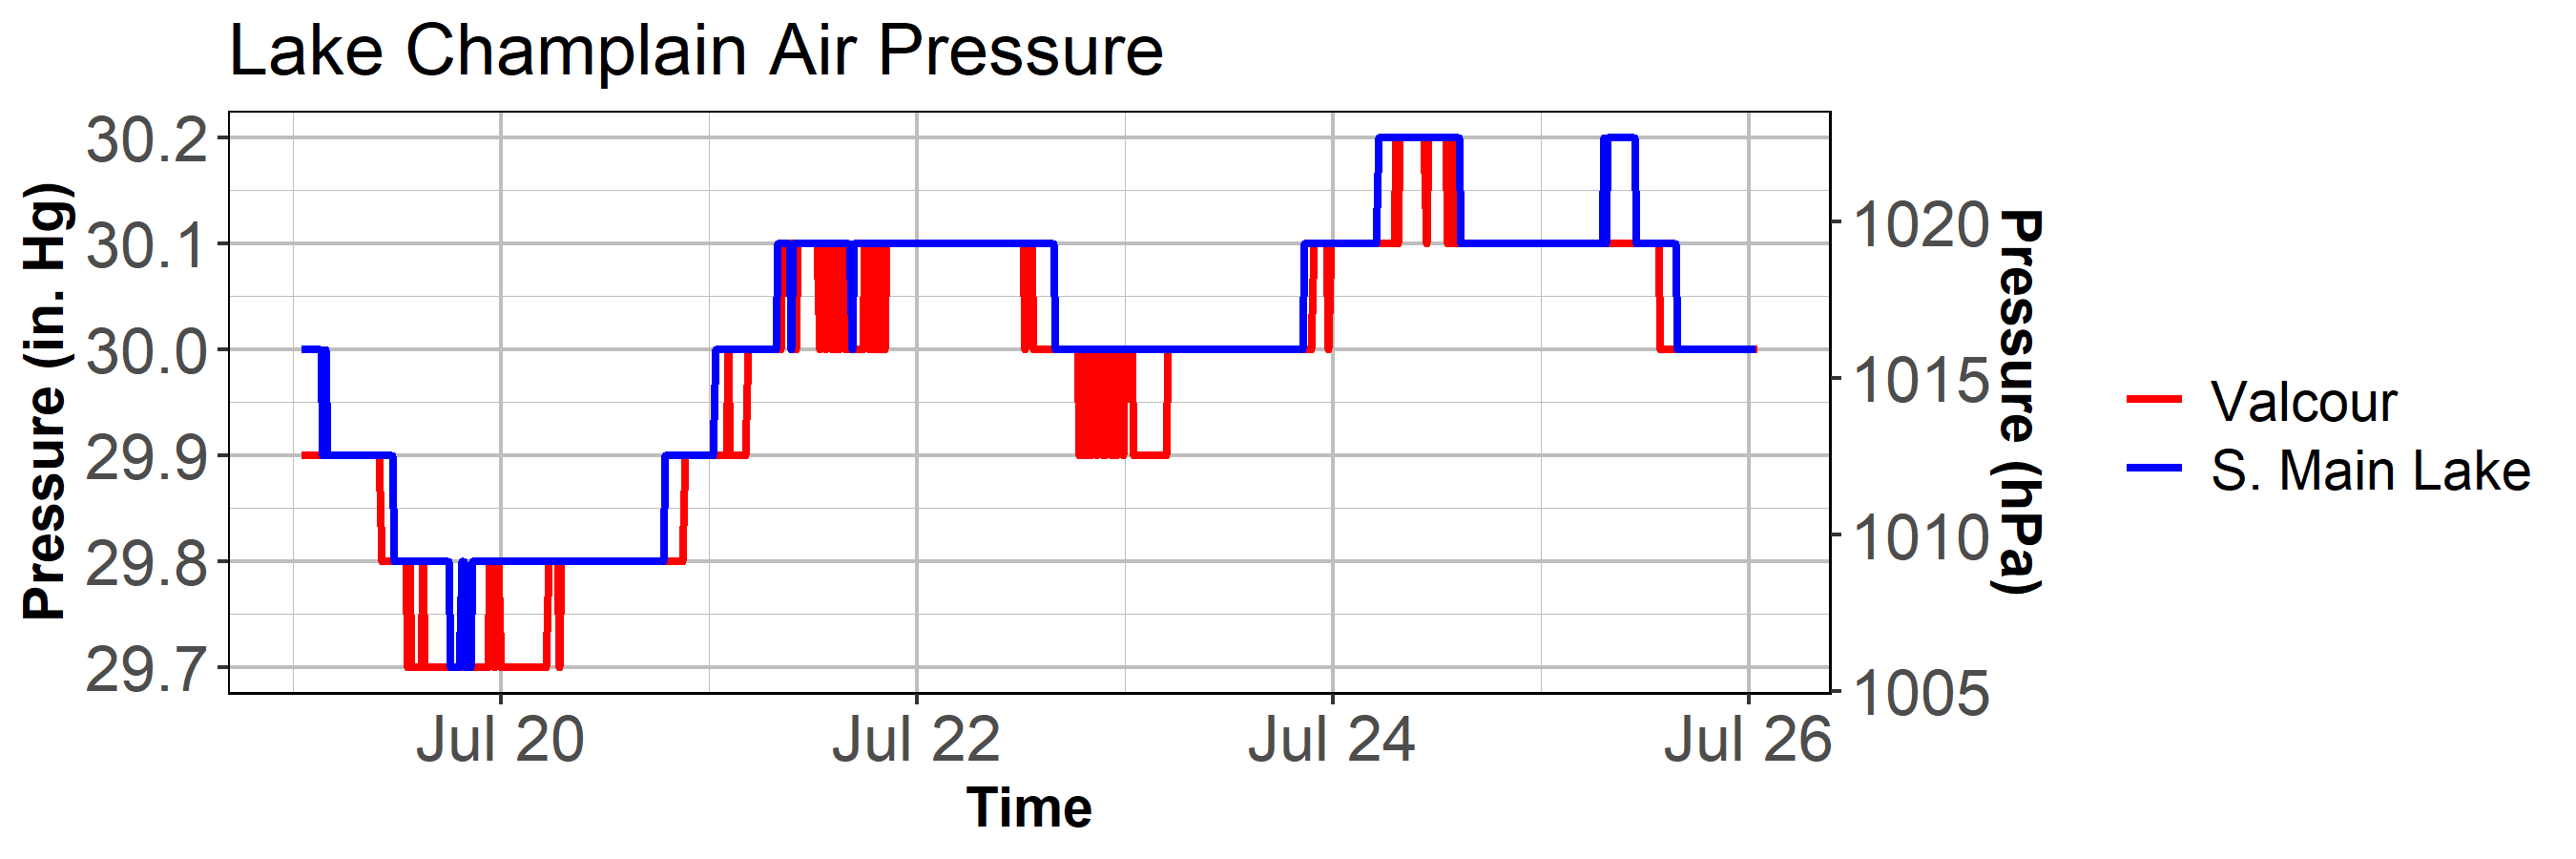 Lake Champlain Air Pressure
30.2
30.1
30.0
29.9
29.8
29.7
Pressure (in. Hg)
1020
1015
1010
1005
Pressure (hPa)
Jul 20 Jul 22 Jul 24 Jul 26
Time
Valcour
S. Main Lake